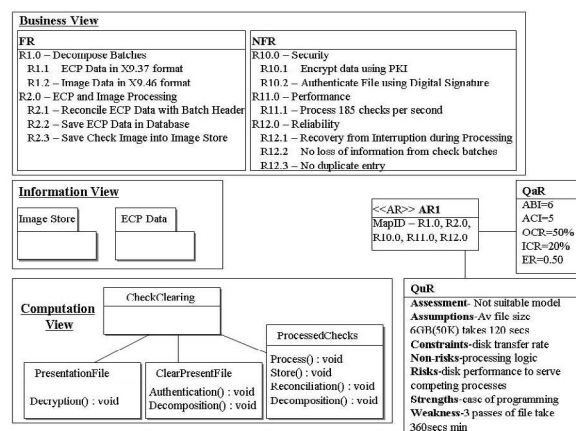 Business View
FR
R1.0 – Decompose Batches
R1.1 ECP Data in X9.37 format
R1.2 – Image Data in X9.46 format
R2.0 – ECP and Image Processing
R2.1 – Reconcile ECP Data with Batch Header
R2.2 – Save ECP Data in Database
R2.3 – Save Check Image into Image Store
NFR
R10.0 – Security
R10.1 Encrypt data using PKI
R10.2 – Authenticate File using Digital Signature
R11.0 – Performance
R11.1 – Process 185 checks per second
R12.0 – Reliability
R12.1 – Recovery from Interruption during Processing
R12.2 No loss of information from check batches
R12.3 – No duplicate entry
Information View
Image Store
ECP Data
<<AR>> AR1
MapID – R1.0, R2.0,
R10.0, R11.0, R12.0
QaR
ABI=6
ACI=5
OCR=50%
ICR=20%
ER=0.50
Computation
View
CheckClearing
PresentationFile
Decryption() : void
ClearPresentFile
Authentication() : void
Decomposition() : void
ProcessedChecks
Process() : void
Store() : void
Reconciliation() : void
Decomposition() : void
QuR
Assessment- Not suitable model
Assumptions-Av file size
6GB(50K) takes 120 secs
Constraints-disk transfer rate
Non-risks-processing logic
Risks-disk performance to serve
competing processes
Strengths-ease of programming
Weakness-3 passes of file take
360secs min